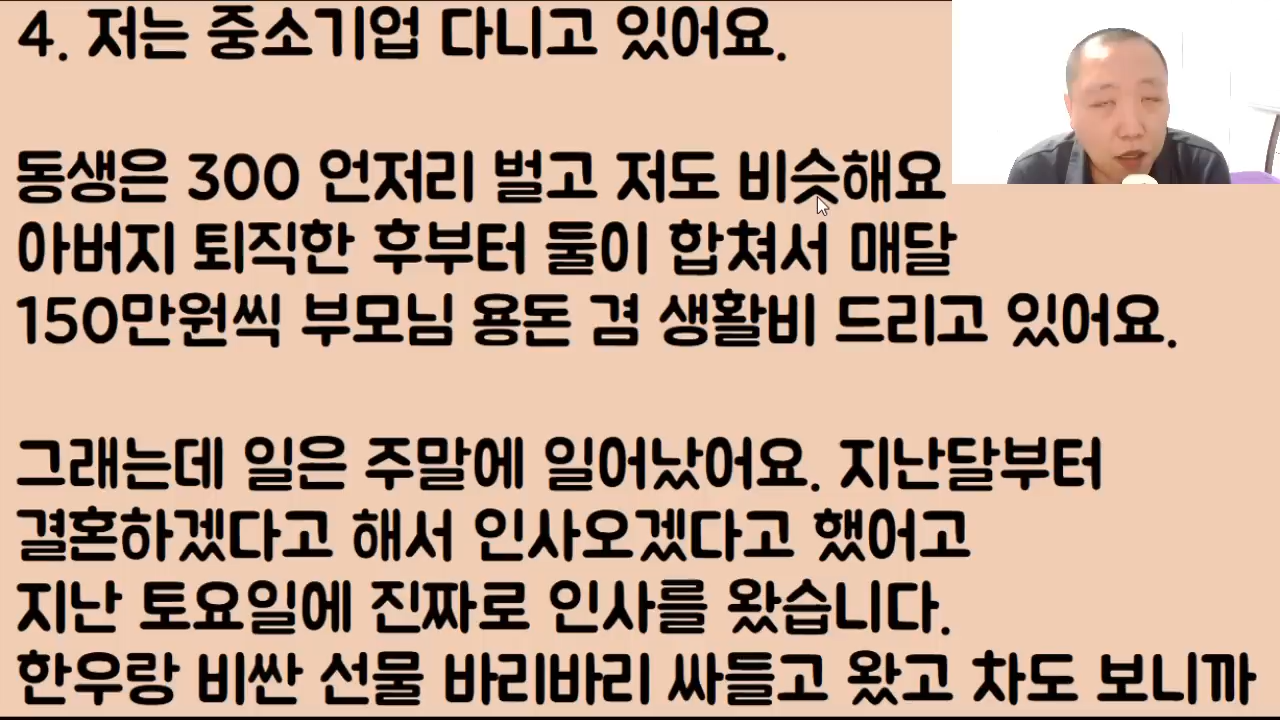 4. 저는 중소기업 다니고 있어요.
동생은 300 언저리 벌고 저도 비슷해요
아버지 퇴직한 후부터 둘이 합쳐서 매달
150만원씩 부모님 용돈 겸 생활비 드리고 있어요.
그래는데 일은 주말에 일어났어요. 지난달부터
결혼하겠다고 해서 인사오겠다고 했어고
지난 토요일에 진짜로 인사를 왔습니다.
한우랑 비싼 선물 바리바리 싸들고 왔고 차도 보니까